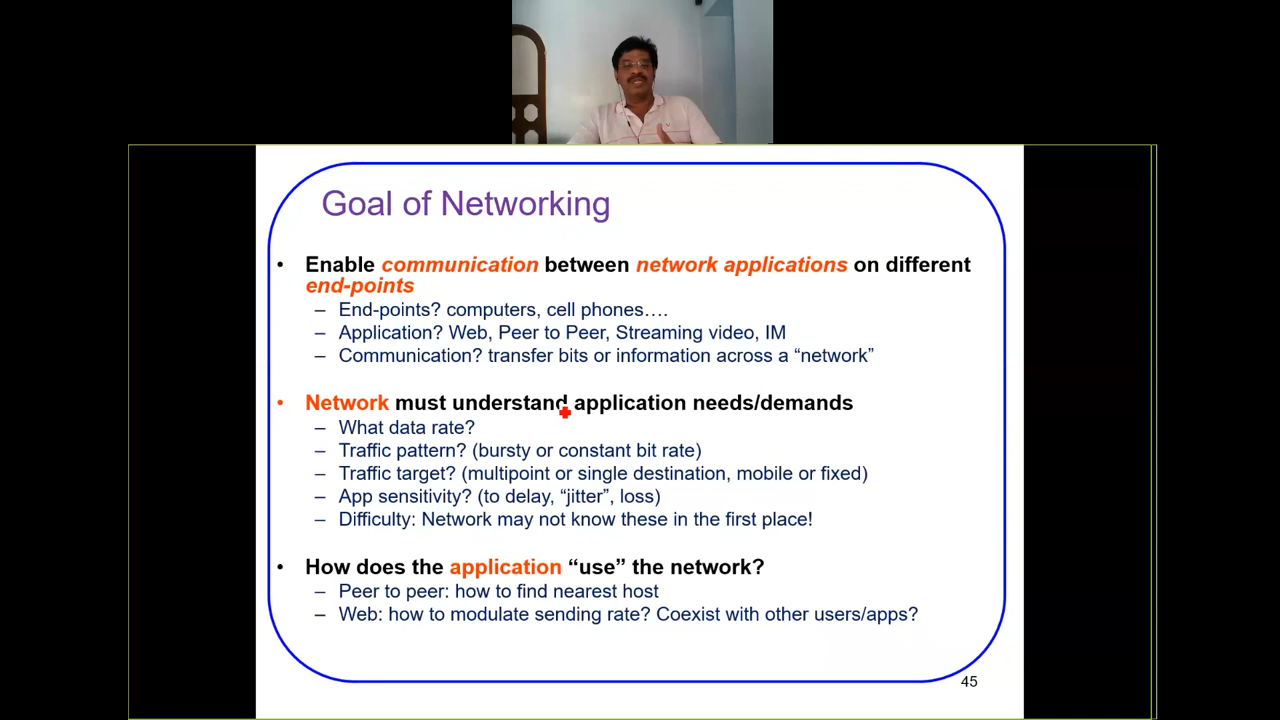 Goal of Networking
• Enable communication between network applications on different
end-points
– End-points? computers, cell phones….
– Application? Web, Peer to Peer, Streaming video, IM
– Communication? transfer bits or information across a “network”
• Network must understand application needs/demands
– What data rate?
– Traffic pattern? (bursty or constant bit rate)
– Traffic target? (multipoint or single destination, mobile or fixed)
– App sensitivity? (to delay, “jitter”, loss)
– Difficulty: Network may not know these in the first place!
• How does the application “use” the network?
– Peer to peer: how to find nearest host
– Web: how to modulate sending rate? Coexist with other users/apps?
45